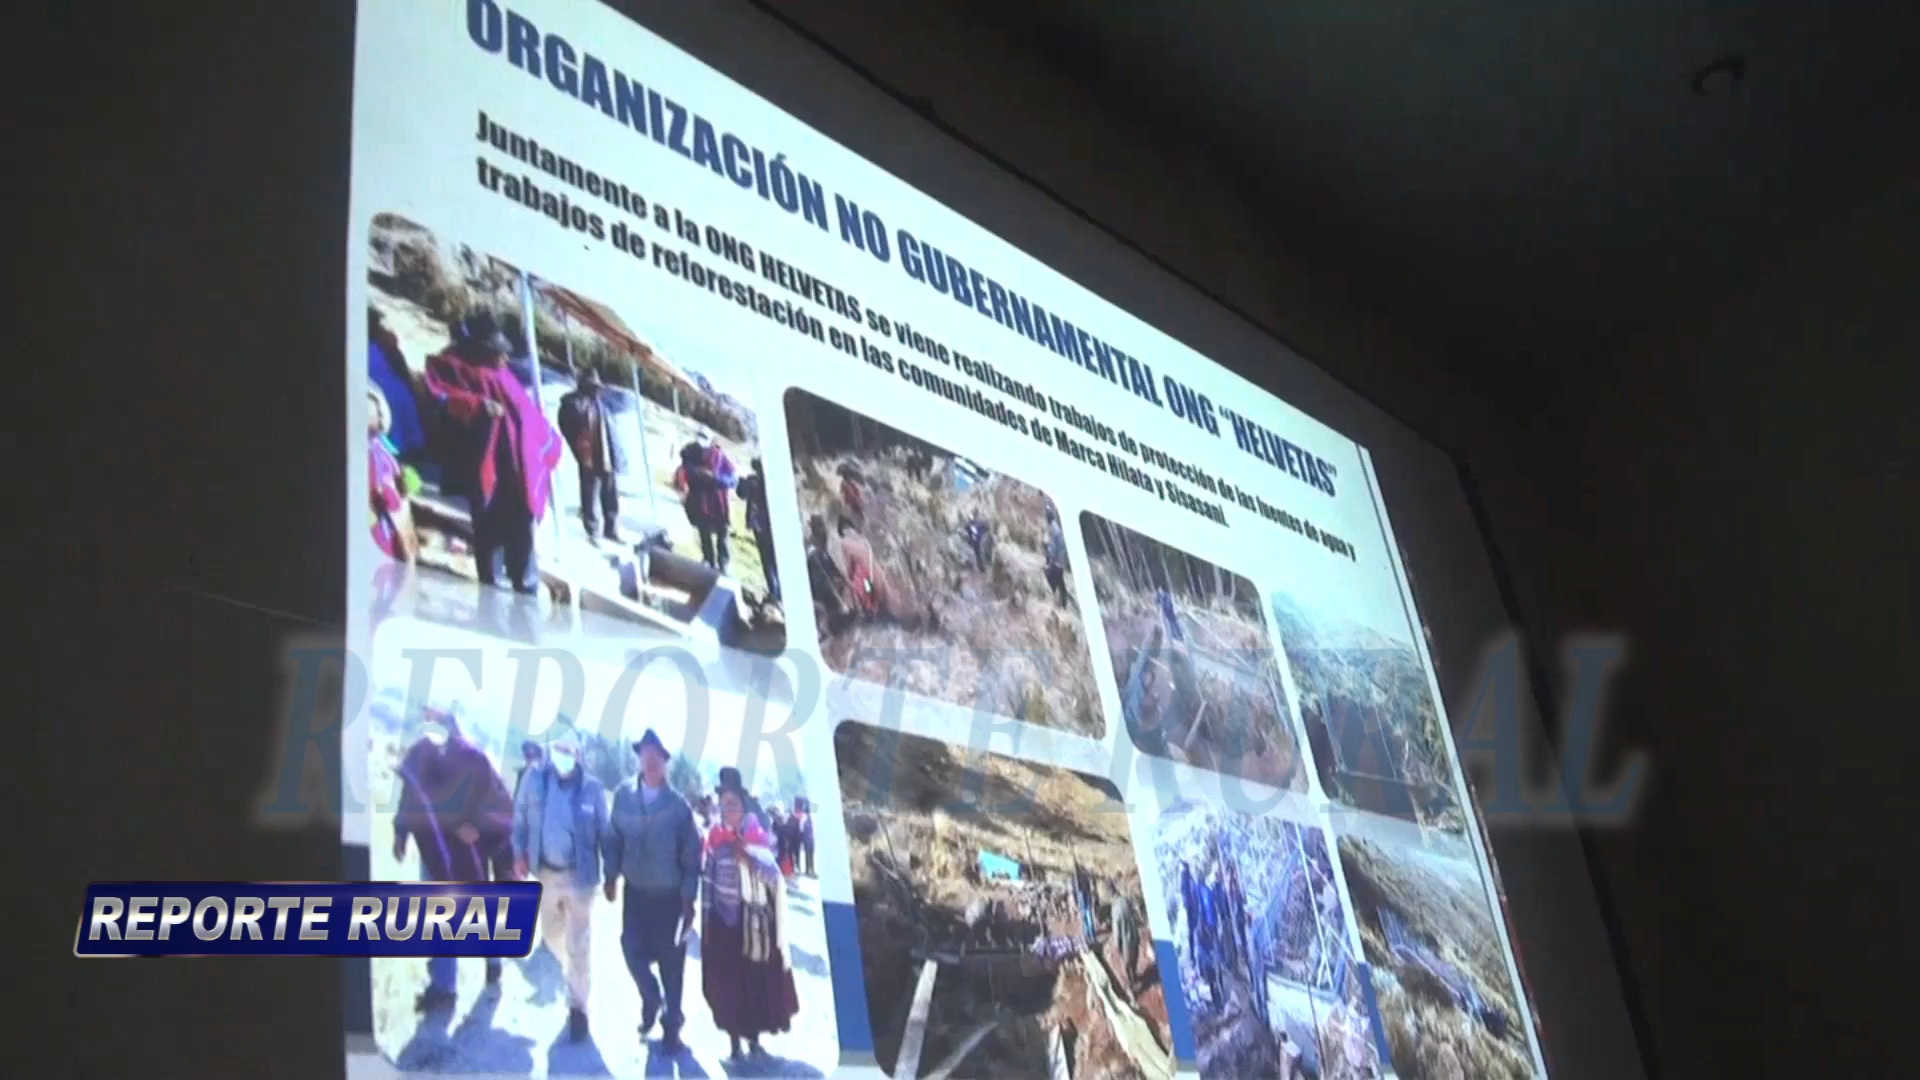 ORGANIZACIÓN NO GUBERNAMENTAL ONG “HELVETAS”
Juntamente a la ONG HELVETAS se viene realizando trabajos de protección de las fuentes de agua y
trabajos de reforestación en las comunidades de Marca Hilata y Sisasani.
REPORTE RURAL
REPORTE RURAL